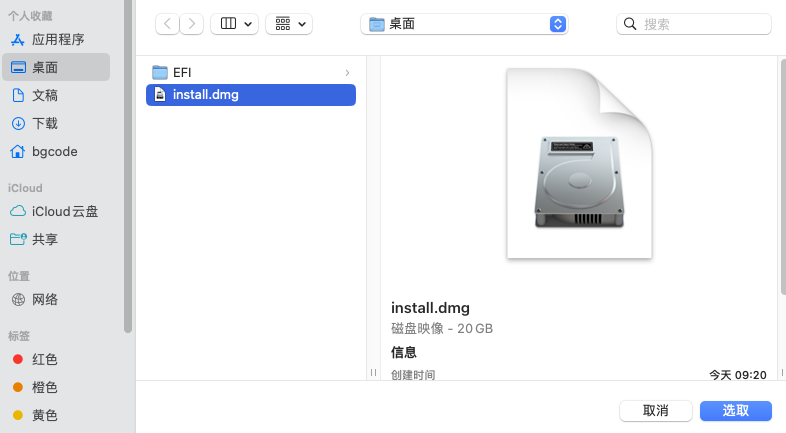 个人收藏
应用程序
桌面
文稿
下载
bgcode
iCloud
iCloud云盘
共享
位置
网络
标签
红色
橙色
黄色
桌面
搜索
EFI
install.dmg
install.dmg
磁盘映像 - 20 GB
信息
创建时间 今天 09:20
取消
选取